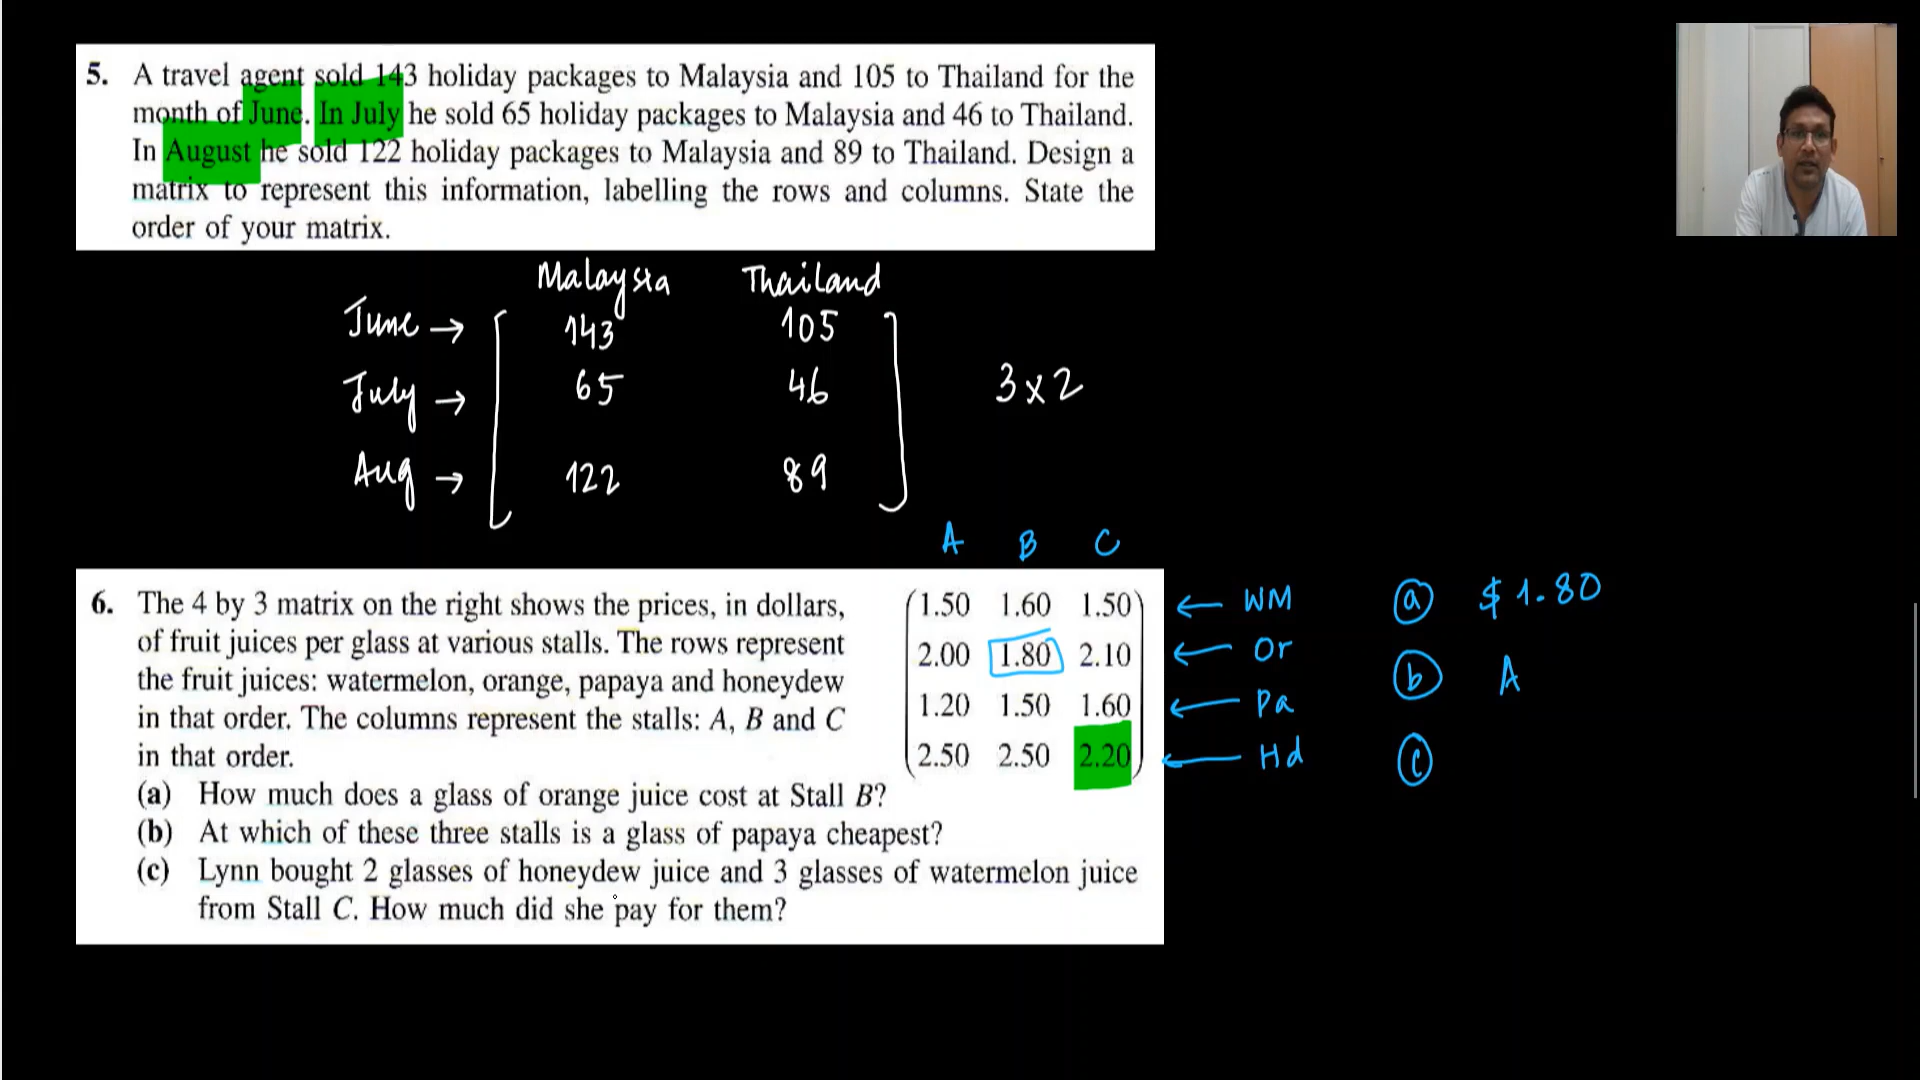 5. A travel agent sold 143 holiday packages to Malaysia and 105 to Thailand for the
month of June. In July he sold 65 holiday packages to Malaysia and 46 to Thailand.
In August he sold 122 holiday packages to Malaysia and 89 to Thailand. Design a
matrix to represent this information, labelling the rows and columns. State the
order of your matrix.
Malaysia Thailand
June → 143 105
July → 65 46
3x2
Aug → 122 89
A B C
6. The 4 by 3 matrix on the right shows the prices, in dollars,
of fruit juices per glass at various stalls. The rows represent
the fruit juices: watermelon, orange, papaya and honeydew
in that order. The columns represent the stalls: A, B and C
in that order.
1.50 1.60 1.50 ← WM
2.00 1.80 2.10 ← Or
1.20 1.50 1.60 ← Pa
2.50 2.50 2.20 ← Hd
(a) How much does a glass of orange juice cost at Stall B?
(b) At which of these three stalls is a glass of papaya cheapest?
(c) Lynn bought 2 glasses of honeydew juice and 3 glasses of watermelon juice
from Stall C. How much did she pay for them?
(a) $1.80
(b) A
(c)